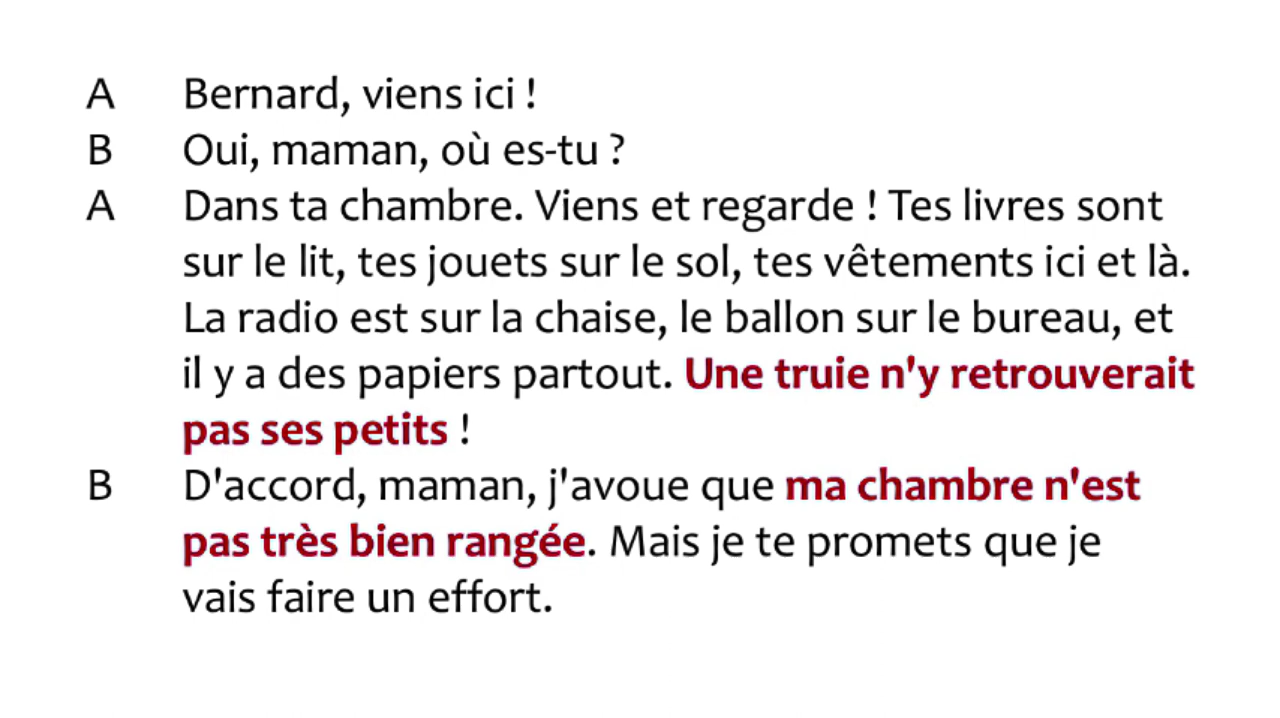 A Bernard, viens ici !
B Oui, maman, où es-tu ?
A Dans ta chambre. Viens et regarde ! Tes livres sont
sur le lit, tes jouets sur le sol, tes vêtements ici et là.
La radio est sur la chaise, le ballon sur le bureau, et
il y a des papiers partout. Une truie n'y retrouverait
pas ses petits !
B D'accord, maman, j'avoue que ma chambre n'est
pas très bien rangée. Mais je te promets que je
vais faire un effort.